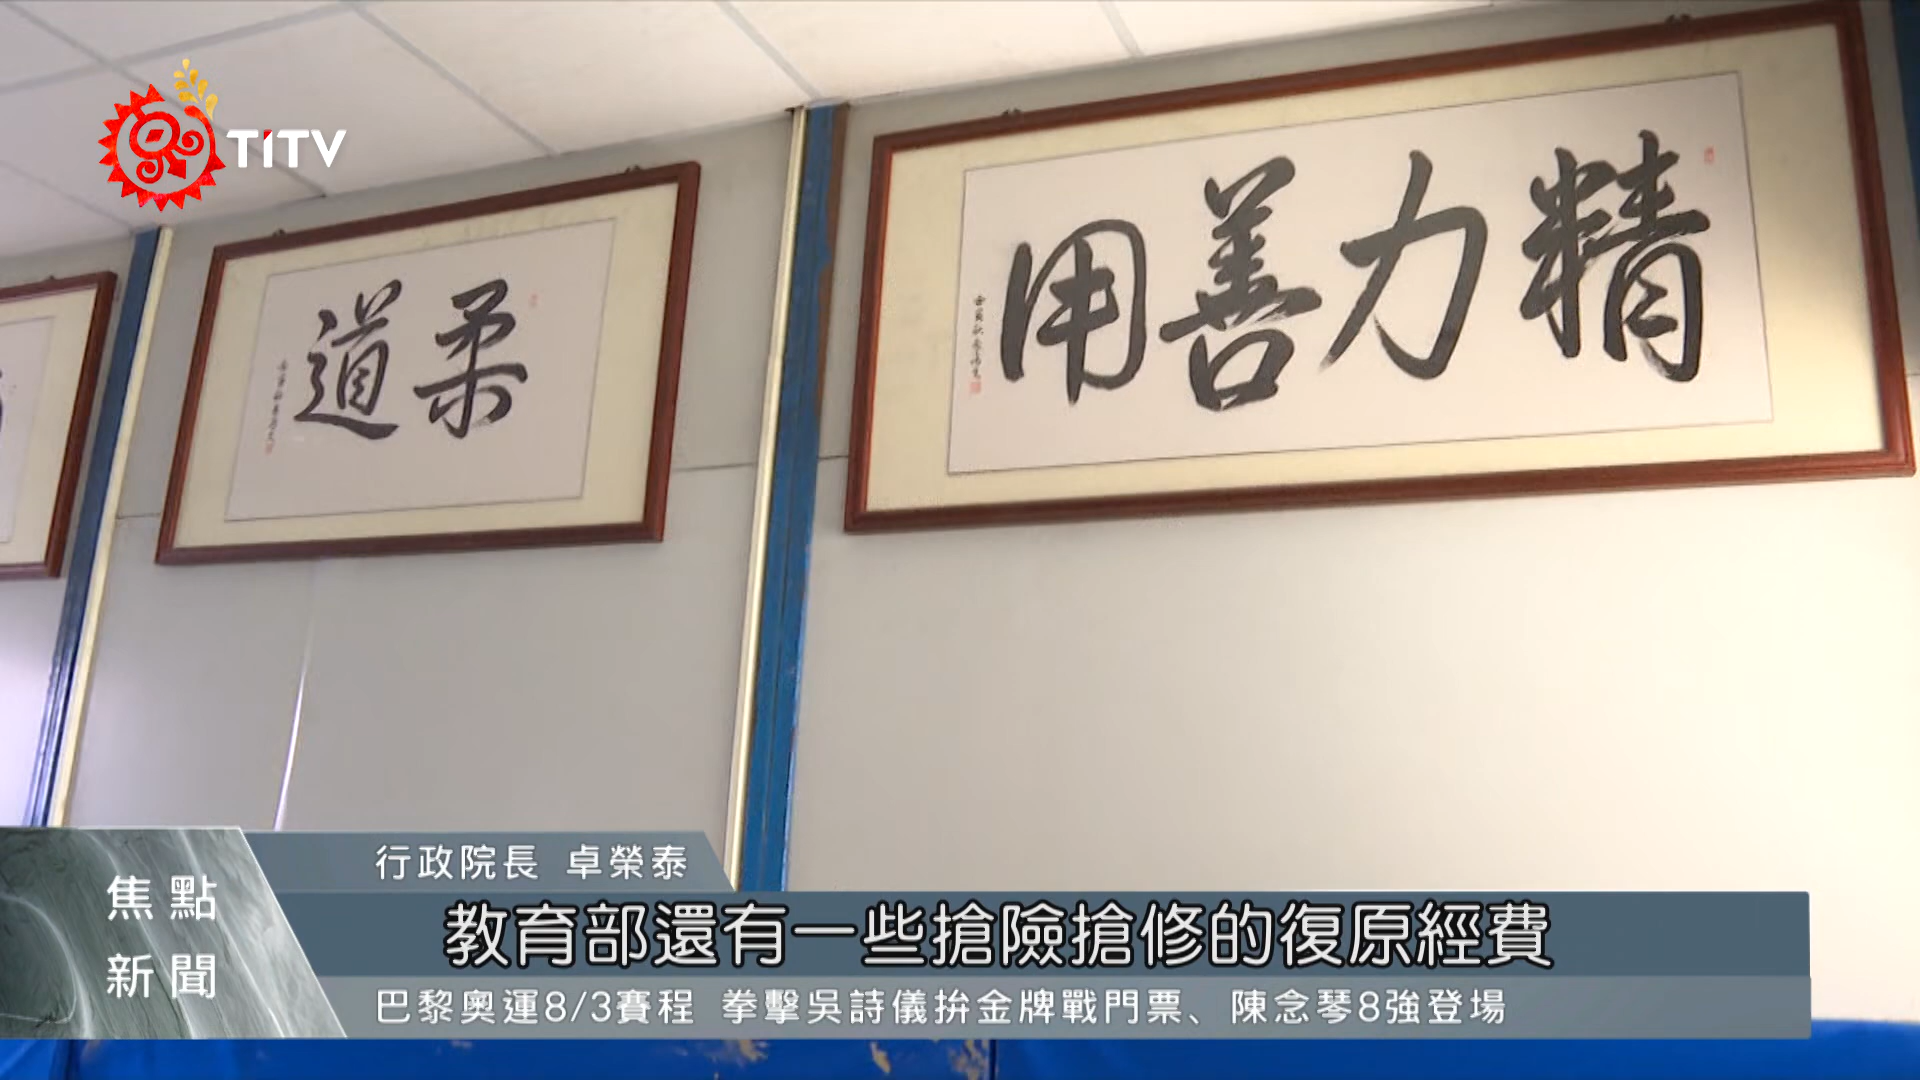 TiTV
柔道
精力善用
焦點
新聞
行政院長 卓榮泰
教育部還有一些搶險搶修的復原經費
巴黎奧運8/3賽程 拳擊吳詩儀拚金牌戰門票、陳念琴8強登場